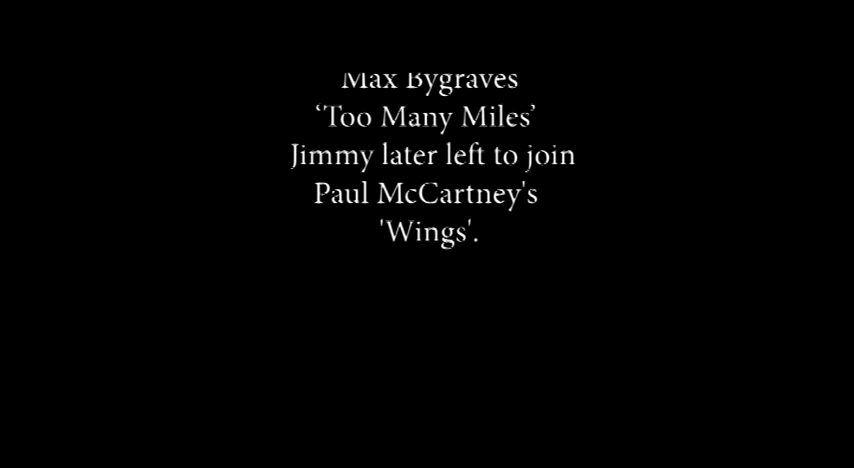 Max Bygraves
‘Too Many Miles’
Jimmy later left to join
Paul McCartney's
'Wings'.